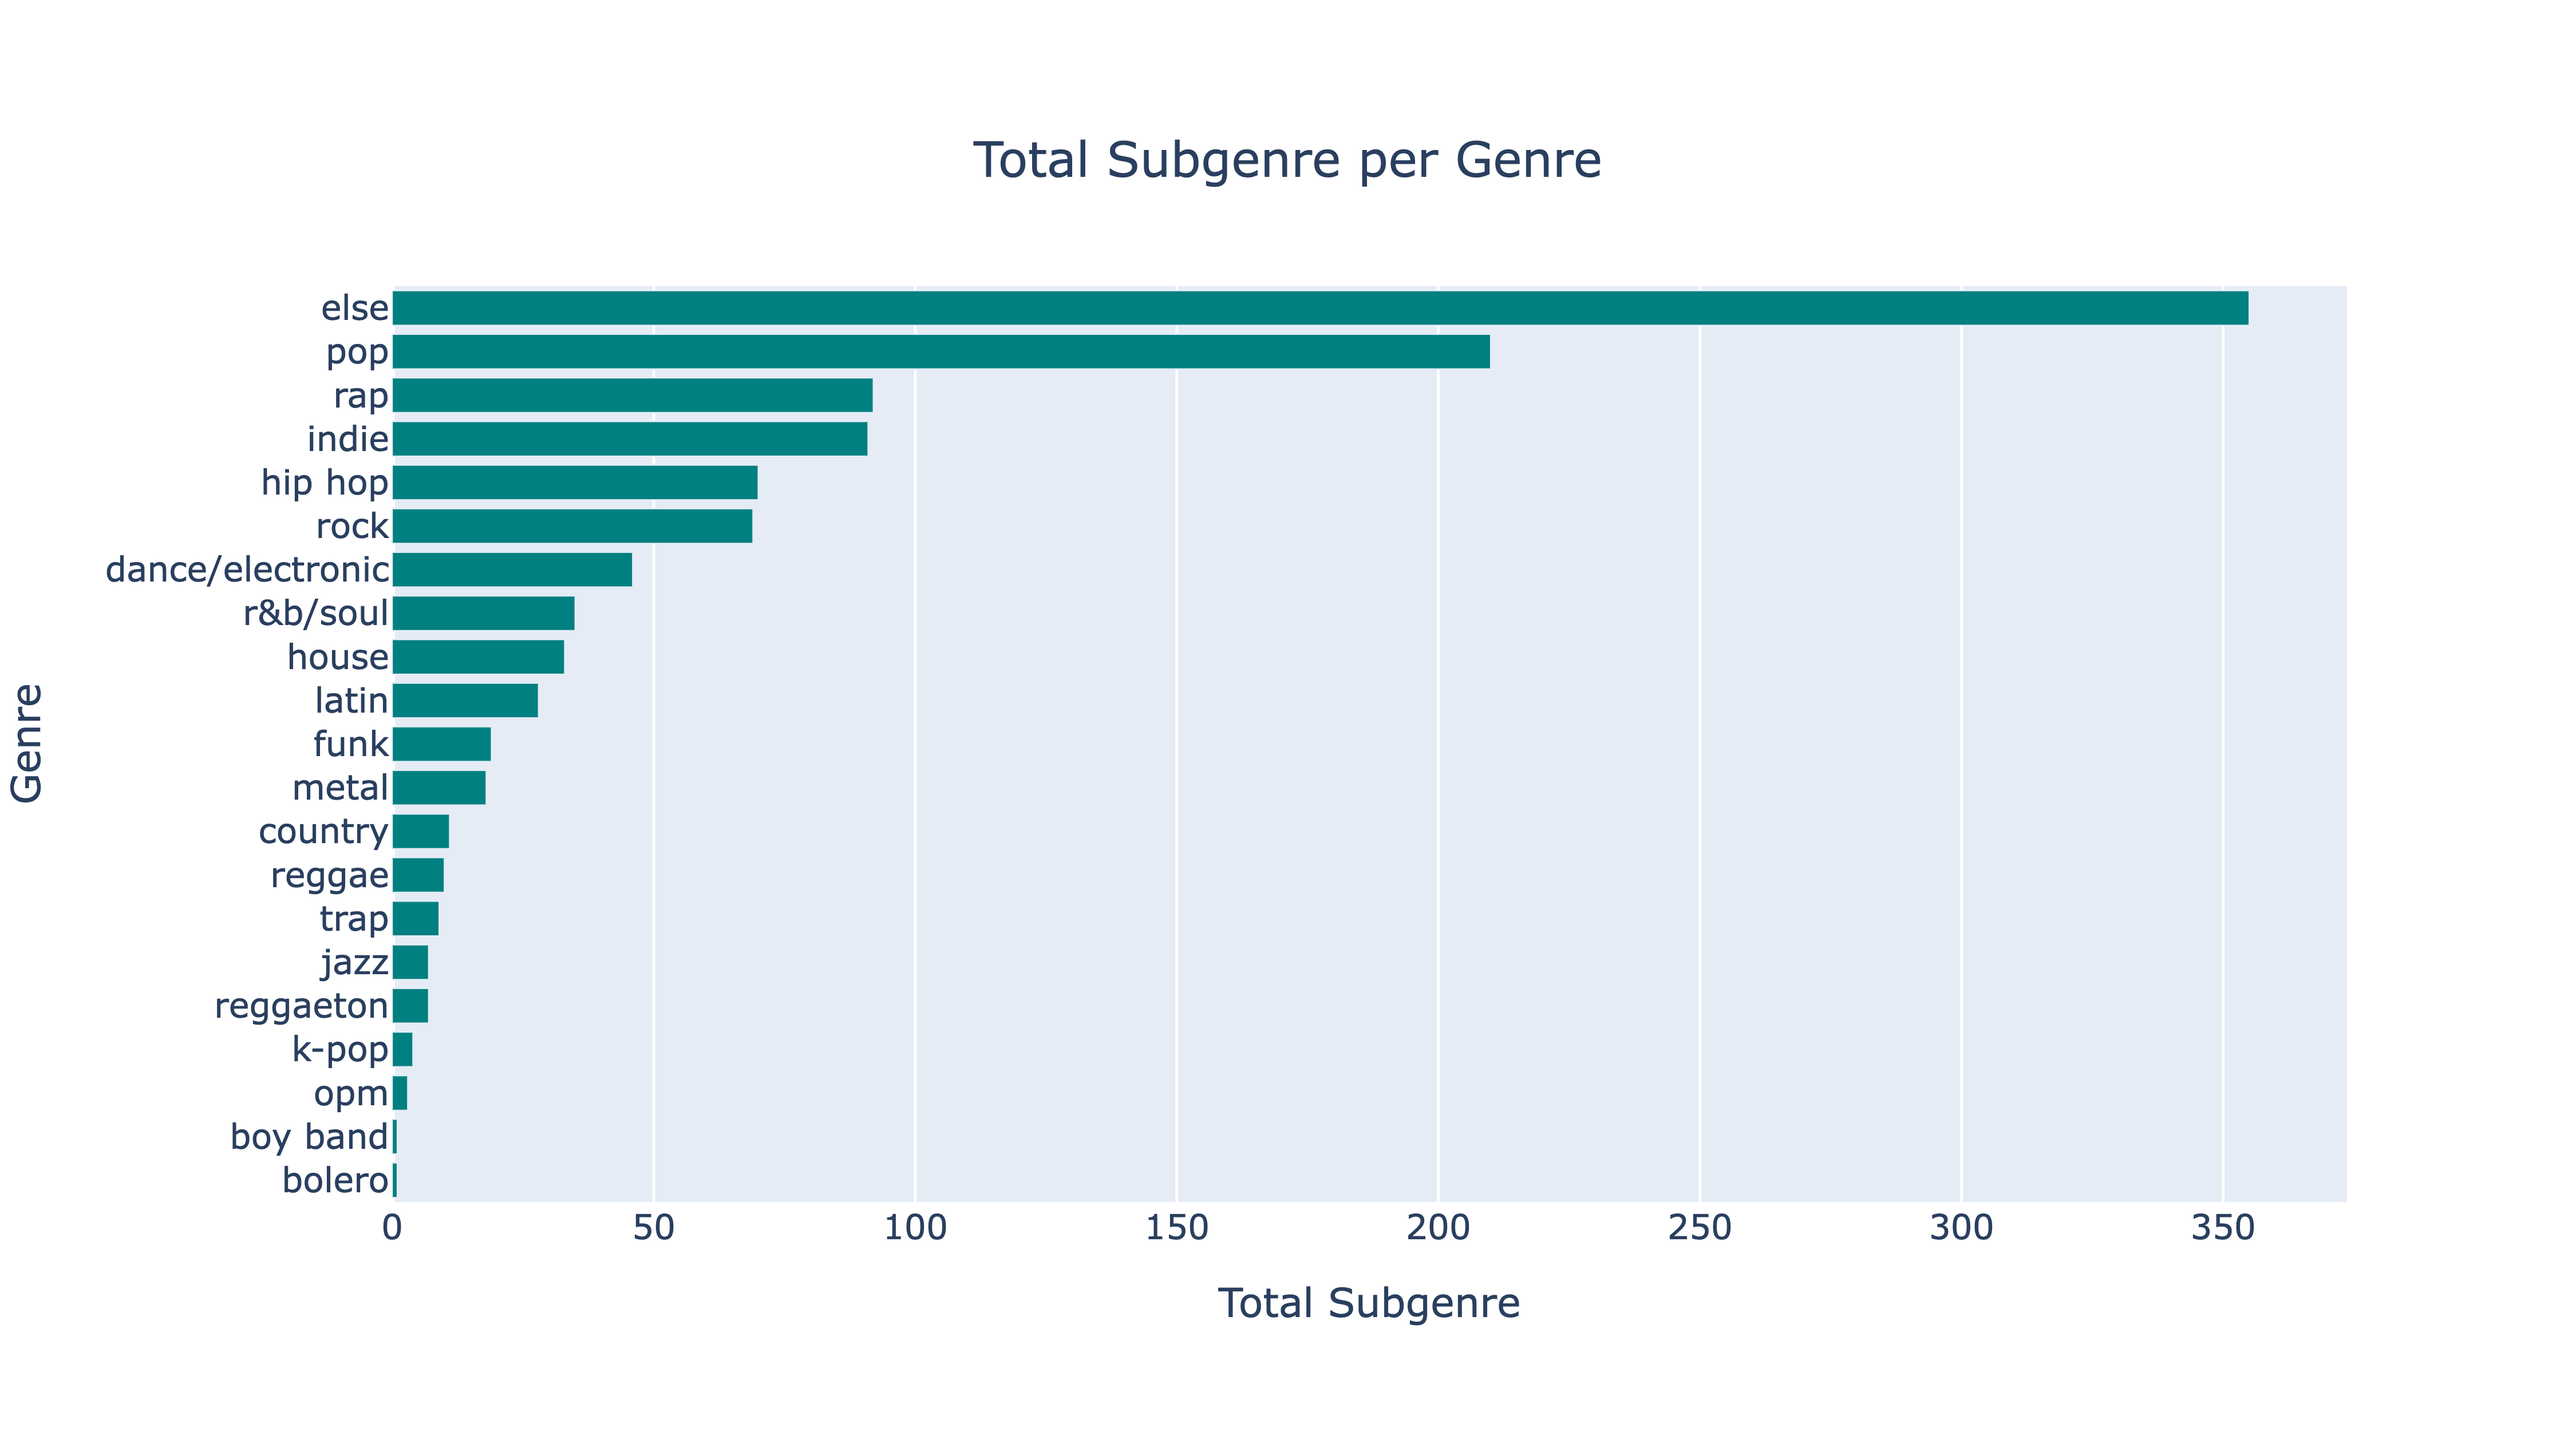 Total Subgenre per Genre
else
pop
rap
indie
hip hop
rock
dance/electronic
r&b/soul
house
latin
funk
metal
country
reggae
trap
jazz
reggaeton
k-pop
opm
boy band
bolero
Genre
0 50 100 150 200 250 300 350
Total Subgenre